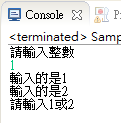 Console Pro
<terminated> Samp
請輸入整數
1
輸入的是1
輸入的是2
請輸入1或2